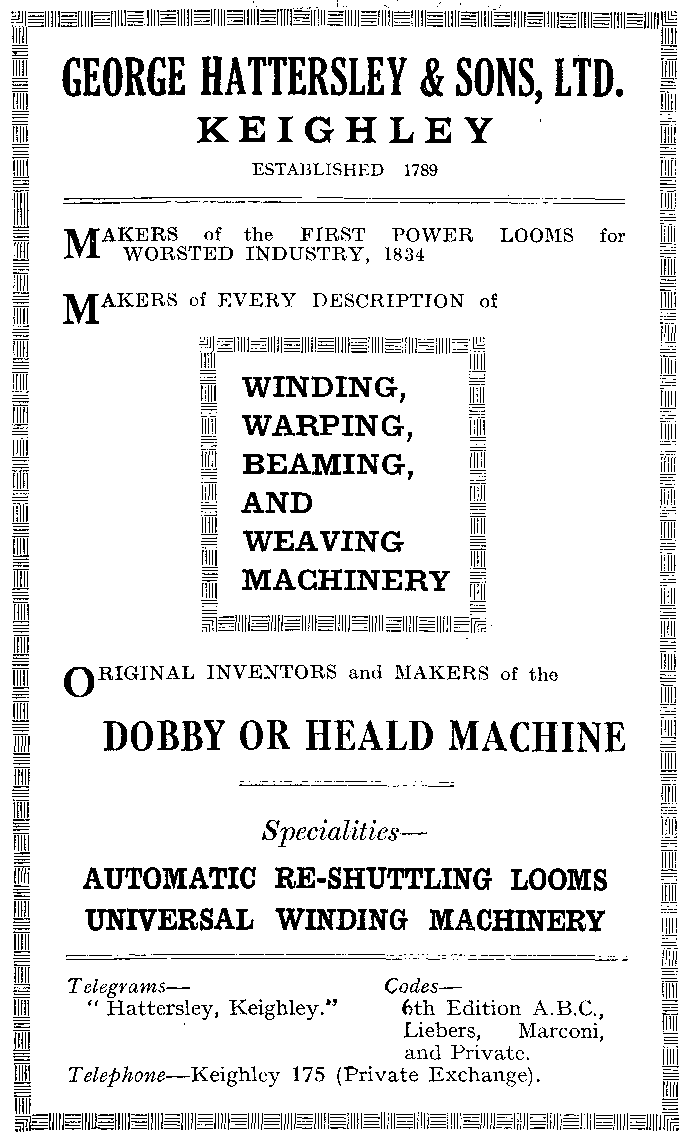 GEORGE HATTERSLEY & SONS, LTD.
KEIGHLEY
ESTABLISHED 1789
MAKERS of the FIRST POWER LOOMS for
WORSTED INDUSTRY, 1834
MAKERS of EVERY DESCRIPTION of
WINDING,
WARPING,
BEAMING,
AND
WEAVING
MACHINERY
ORIGINAL INVENTORS and MAKERS of the
DOBBY OR HEALD MACHINE
Specialities—
AUTOMATIC RE-SHUTTLING LOOMS
UNIVERSAL WINDING MACHINERY
Telegrams—
"Hattersley, Keighley."
Codes—
6th Edition A.B.C.,
Liebers, Marconi,
and Private.
Telephone—Keighley 175 (Private Exchange).